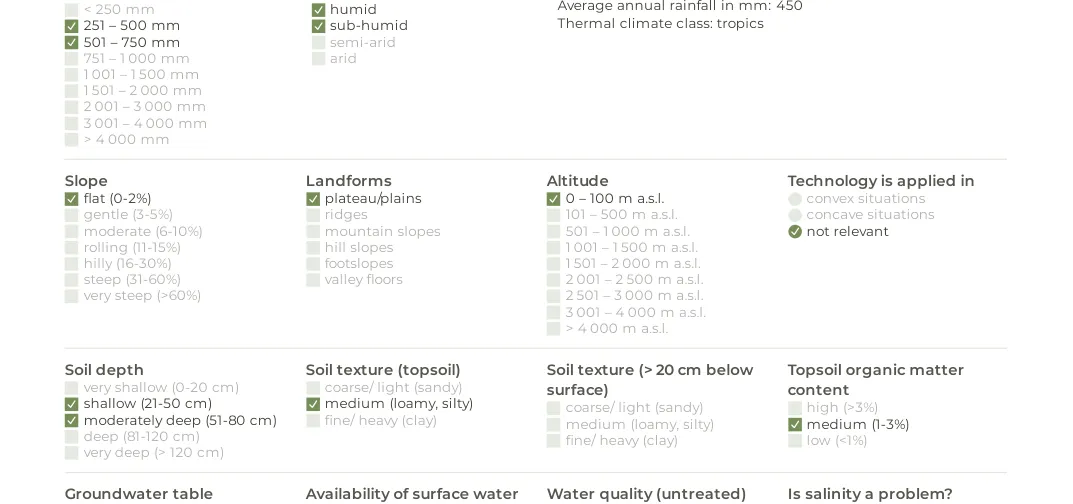 < 250 mm
251 – 500 mm
501 – 750 mm
751 – 1 000 mm
1 001 – 1 500 mm
1 501 – 2 000 mm
2 001 – 3 000 mm
3 001 – 4 000 mm
> 4 000 mm
humid
sub-humid
semi-arid
arid
Average annual rainfall in mm: 450
Thermal climate class: tropics
Slope
flat (0-2%)
gentle (3-5%)
moderate (6-10%)
rolling (11-15%)
hilly (16-30%)
steep (31-60%)
very steep (>60%)
Landforms
plateau/plains
ridges
mountain slopes
hill slopes
footslopes
valley floors
Altitude
0 – 100 m a.s.l.
101 – 500 m a.s.l.
501 – 1 000 m a.s.l.
1 001 – 1 500 m a.s.l.
1 501 – 2 000 m a.s.l.
2 001 – 2 500 m a.s.l.
2 501 – 3 000 m a.s.l.
3 001 – 4 000 m a.s.l.
> 4 000 m a.s.l.
Technology is applied in
convex situations
concave situations
not relevant
Soil depth
very shallow (0-20 cm)
shallow (21-50 cm)
moderately deep (51-80 cm)
deep (81-120 cm)
very deep (> 120 cm)
Soil texture (topsoil)
coarse/ light (sandy)
medium (loamy, silty)
fine/ heavy (clay)
Soil texture (> 20 cm below
surface)
coarse/ light (sandy)
medium (loamy, silty)
fine/ heavy (clay)
Topsoil organic matter
content
high (>3%)
medium (1-3%)
low (<1%)
Groundwater table
Availability of surface water
Water quality (untreated)
Is salinity a problem?